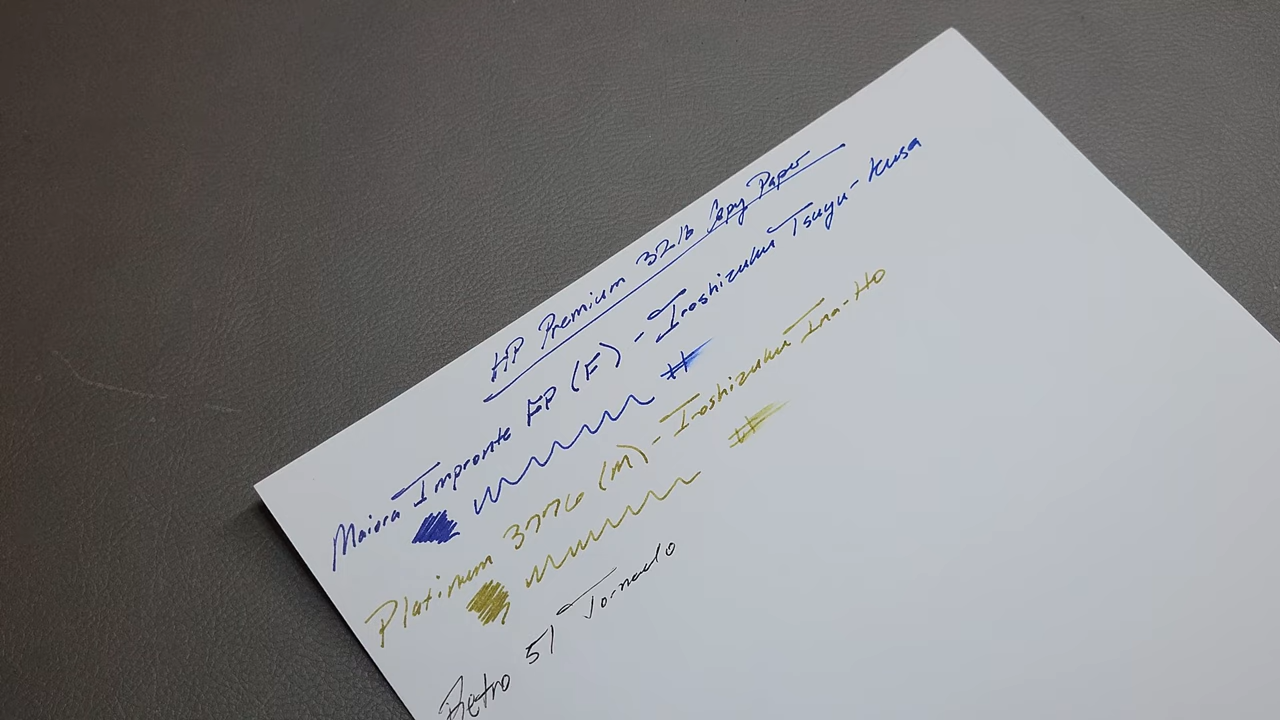 HP Premium 32lb Copy Paper
Maiora Impronte FP (F) - Iroshizuku Tsuyu-kusa
#
Platinum 3776 (M) - Iroshizuku Ina-Ho
#
Retro 51 Tornado